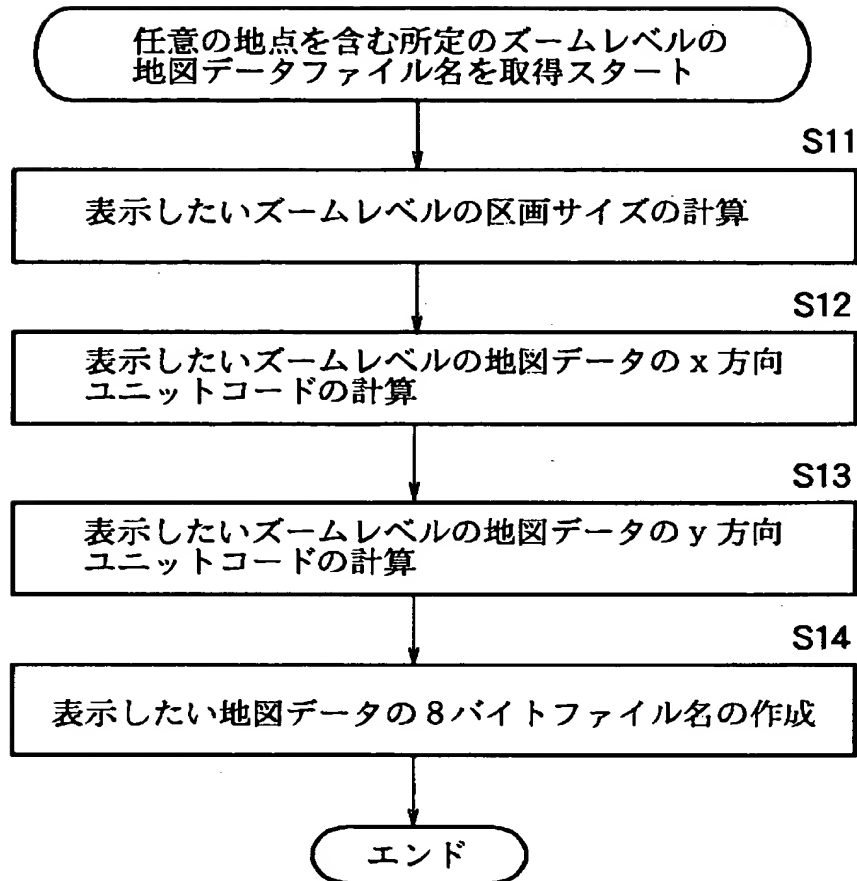 任意の地点を含む所定のズームレベルの
地図データファイル名を取得スタート
S11
表示したいズームレベルの区画サイズの計算
S12
表示したいズームレベルの地図データのx方向
ユニットコードの計算
S13
表示したいズームレベルの地図データのy方向
ユニットコードの計算
S14
表示したい地図データの8バイトファイル名の作成
エンド